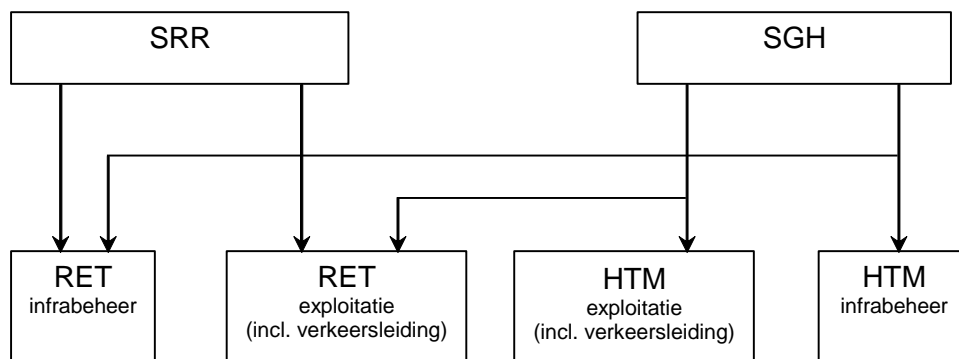 SRR
SGH
RET
infrabeheer
RET
exploitatie
(incl. verkeersleiding)
HTM
exploitatie
(incl. verkeersleiding)
HTM
infrabeheer